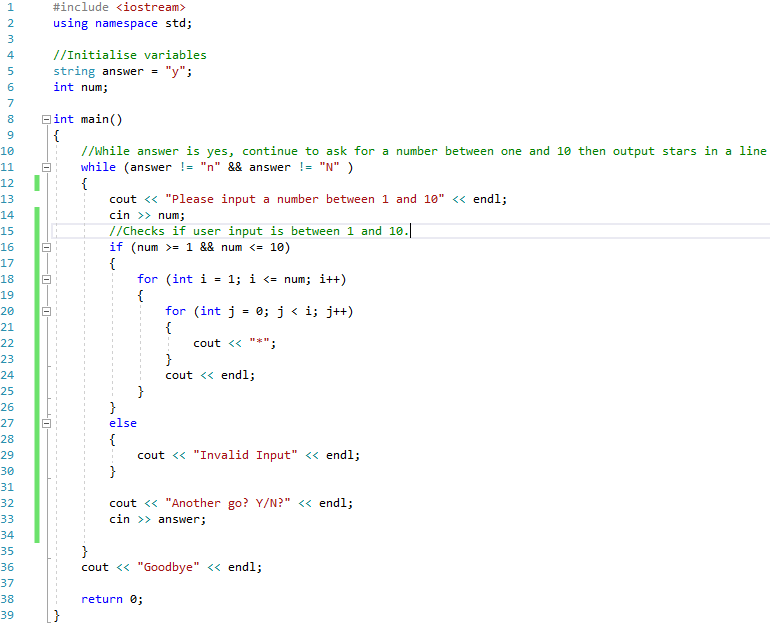 1 #include <iostream>
2 using namespace std;
3
4 //Initialise variables
5 string answer = "y";
6 int num;
7
8 int main()
9 {
10 //While answer is yes, continue to ask for a number between one and 10 then output stars in a line
11 while (answer != "n" && answer != "N" )
12 {
13 cout << "Please input a number between 1 and 10" << endl;
14 cin >> num;
15 //Checks if user input is between 1 and 10.
16 if (num >= 1 && num <= 10)
17 {
18 for (int i = 1; i <= num; i++)
19 {
20 for (int j = 0; j < i; j++)
21 {
22 cout << "*";
23 }
24 cout << endl;
25 }
26 }
27 else
28 {
29 cout << "Invalid Input" << endl;
30 }
31
32 cout << "Another go? Y/N?" << endl;
33 cin >> answer;
34
35 }
36 cout << "Goodbye" << endl;
37
38 return 0;
39 }